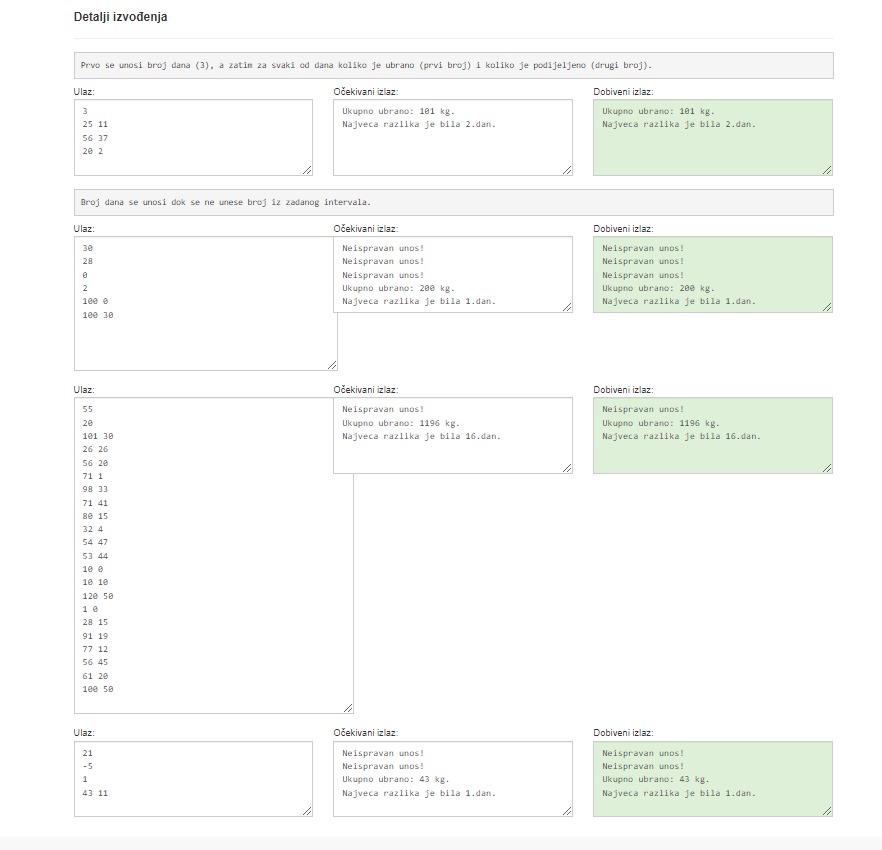 Detalji izvođenja
Prvo se unosi broj dana (3), a zatim za svaki od dana koliko je ubrano (prvi broj) i koliko je podijeljeno (drugi broj).
Ulaz:
3
25 11
56 37
20 2
Očekivani izlaz:
Ukupno ubrano: 101 kg.
Najveca razlika je bila 2.dan.
Dobiveni izlaz:
Ukupno ubrano: 101 kg.
Najveca razlika je bila 2.dan.
Broj dana se unosi dok se ne unese broj iz zadanog intervala.
Ulaz:
30
28
0
2
100 0
100 30
Očekivani izlaz:
Neispravan unos!
Neispravan unos!
Neispravan unos!
Ukupno ubrano: 200 kg.
Najveca razlika je bila 1.dan.
Dobiveni izlaz:
Neispravan unos!
Neispravan unos!
Neispravan unos!
Ukupno ubrano: 200 kg.
Najveca razlika je bila 1.dan.
Ulaz:
55
20
101 30
26 26
56 20
71 1
98 33
71 41
80 15
32 4
54 47
53 44
10 0
10 10
120 50
1 0
28 15
91 19
77 12
56 45
61 20
100 50
Očekivani izlaz:
Neispravan unos!
Ukupno ubrano: 1196 kg.
Najveca razlika je bila 16.dan.
Dobiveni izlaz:
Neispravan unos!
Ukupno ubrano: 1196 kg.
Najveca razlika je bila 16.dan.
Ulaz:
21
-5
1
43 11
Očekivani izlaz:
Neispravan unos!
Neispravan unos!
Ukupno ubrano: 43 kg.
Najveca razlika je bila 1.dan.
Dobiveni izlaz:
Neispravan unos!
Neispravan unos!
Ukupno ubrano: 43 kg.
Najveca razlika je bila 1.dan.